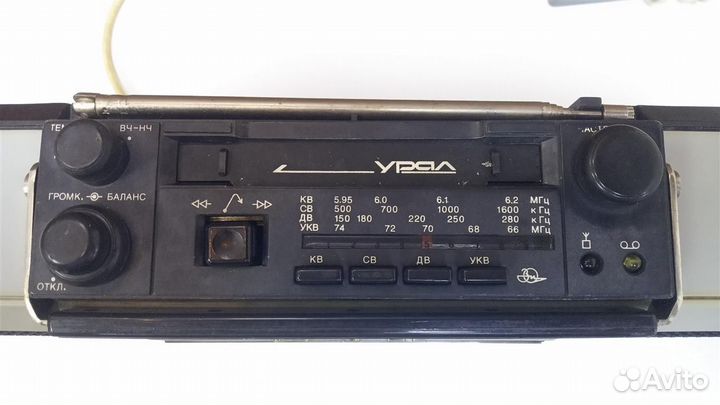 ВЧ-НЧ
УРАЛ
ГРОМК. БАЛАНС
КВ 5.95 6.0 6.1 6.2 МГц
СВ 500 700 1000 1600 кГц
ДВ 150 180 220 250 280 кГц
УКВ 74 72 70 68 66 МГц
КВ СВ ДВ УКВ
ОТКЛ.
Avito